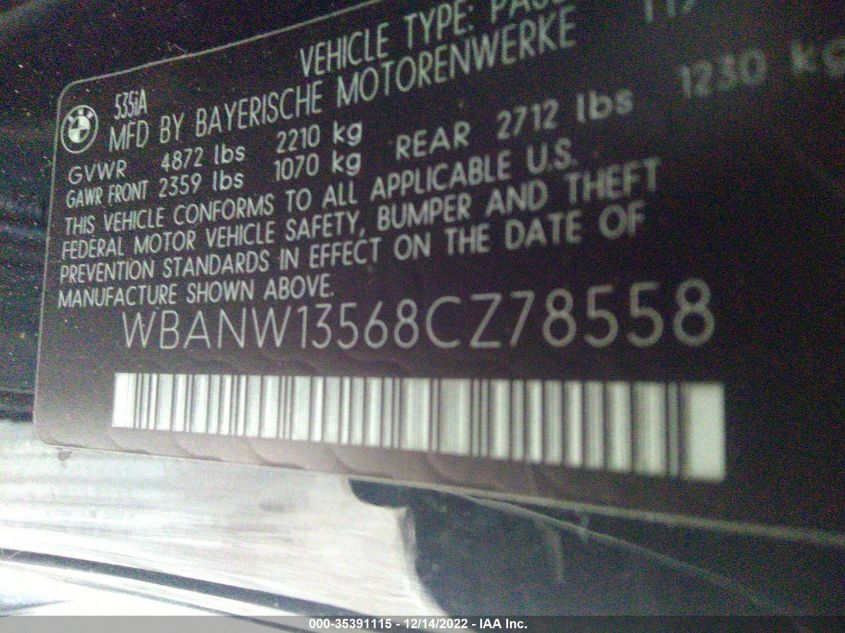 VEHICLE TYPE:
535iA
MFD BY BAYERISCHE MOTORENWERKE
GVWR 4872 lbs 2210 kg
GAWR FRONT 2359 lbs 1070 kg REAR 2712 lbs 1230 kg
THIS VEHICLE CONFORMS TO ALL APPLICABLE U.S.
FEDERAL MOTOR VEHICLE SAFETY, BUMPER AND THEFT
PREVENTION STANDARDS IN EFFECT ON THE DATE OF
MANUFACTURE SHOWN ABOVE.
WBANW13568CZ78558
000-35391115 - 12/14/2022 - IAA Inc.